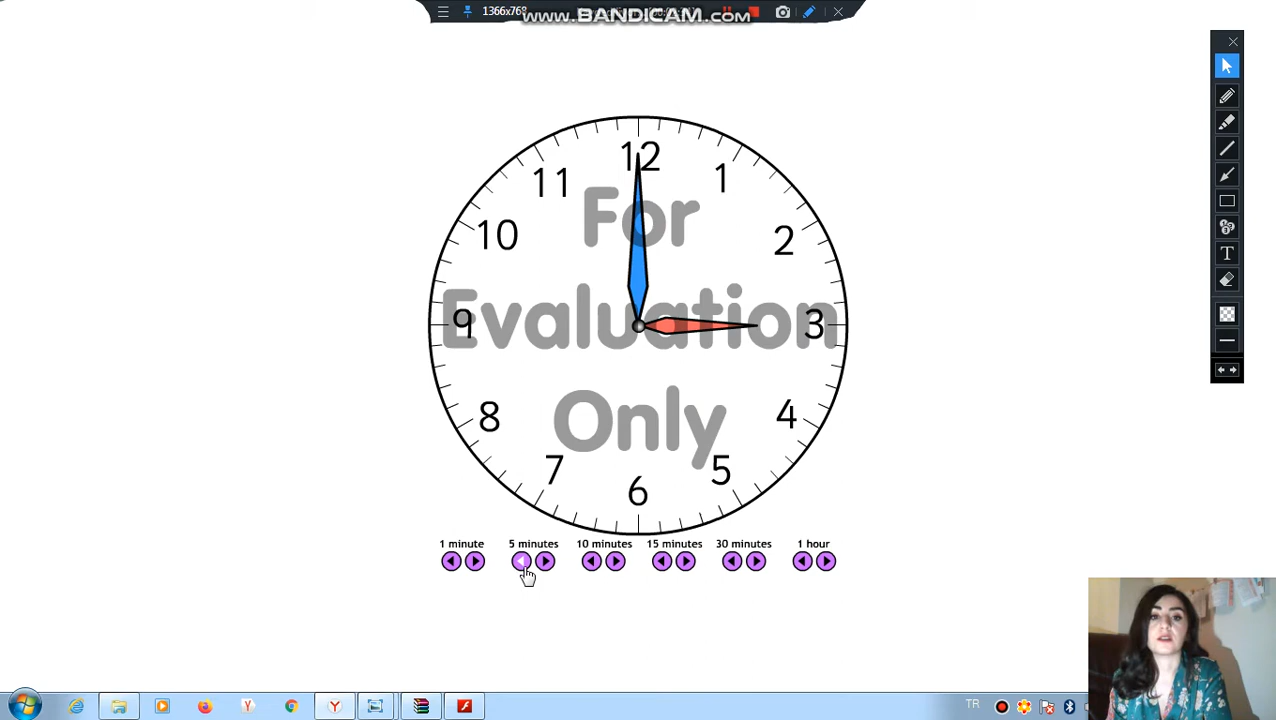 1366x768
WWW.BANDICAM.COM
12
11
1
10
2
9
3
8
4
7
5
6
For
Evaluation
Only
1 minute
5 minutes
10 minutes
15 minutes
30 minutes
1 hour
T
TR